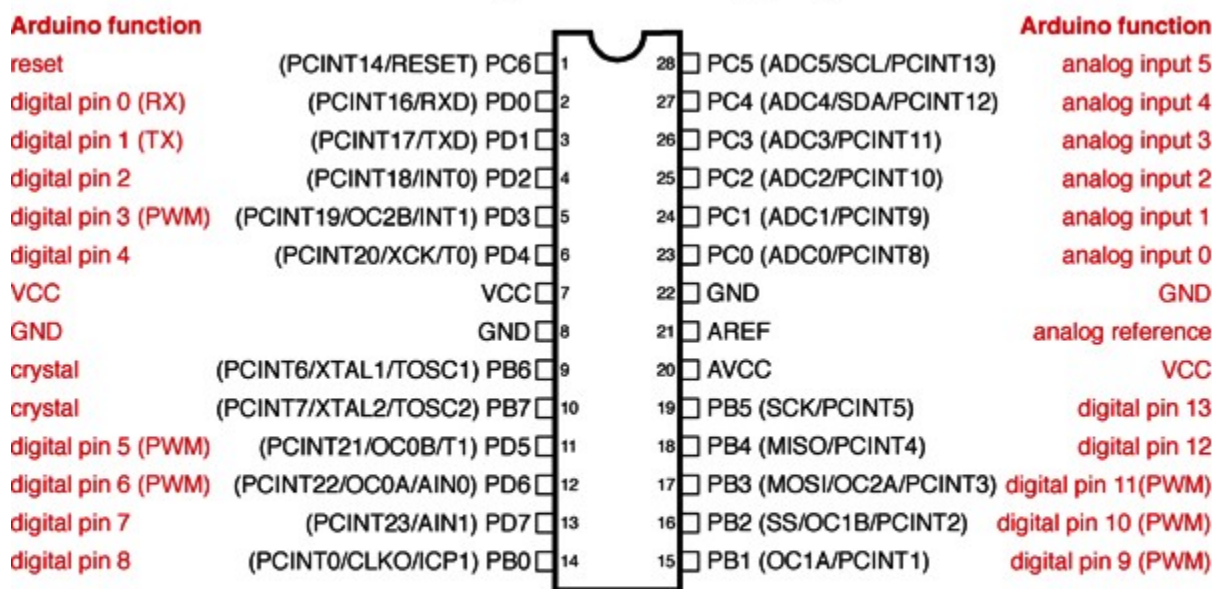 Arduino function Arduino function
reset (PCINT14/RESET) PC6 1 28 PC5 (ADC5/SCL/PCINT13) analog input 5
digital pin 0 (RX) (PCINT16/RXD) PD0 2 27 PC4 (ADC4/SDA/PCINT12) analog input 4
digital pin 1 (TX) (PCINT17/TXD) PD1 3 26 PC3 (ADC3/PCINT11) analog input 3
digital pin 2 (PCINT18/INT0) PD2 4 25 PC2 (ADC2/PCINT10) analog input 2
digital pin 3 (PWM) (PCINT19/OC2B/INT1) PD3 5 24 PC1 (ADC1/PCINT9) analog input 1
digital pin 4 (PCINT20/XCK/T0) PD4 6 23 PC0 (ADC0/PCINT8) analog input 0
VCC VCC 7 22 GND GND
GND GND 8 21 AREF analog reference
crystal (PCINT6/XTAL1/TOSC1) PB6 9 20 AVCC VCC
crystal (PCINT7/XTAL2/TOSC2) PB7 10 19 PB5 (SCK/PCINT5) digital pin 13
digital pin 5 (PWM) (PCINT21/OC0B/T1) PD5 11 18 PB4 (MISO/PCINT4) digital pin 12
digital pin 6 (PWM) (PCINT22/OC0A/AIN0) PD6 12 17 PB3 (MOSI/OC2A/PCINT3) digital pin 11(PWM)
digital pin 7 (PCINT23/AIN1) PD7 13 16 PB2 (SS/OC1B/PCINT2) digital pin 10 (PWM)
digital pin 8 (PCINT0/CLKO/ICP1) PB0 14 15 PB1 (OC1A/PCINT1) digital pin 9 (PWM)